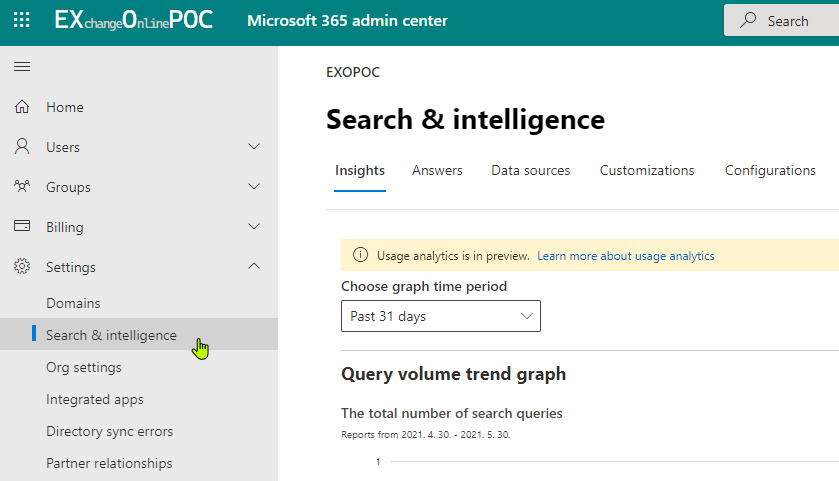 EXchangeOnlinePOC Microsoft 365 admin center Search
EXOPOC
Home
Users
Groups
Billing
Settings
Domains
Search & intelligence
Org settings
Integrated apps
Directory sync errors
Partner relationships
Search & intelligence
Insights Answers Data sources Customizations Configurations
Usage analytics is in preview. Learn more about usage analytics
Choose graph time period
Past 31 days
Query volume trend graph
The total number of search queries
Reports from 2021. 4. 30. - 2021. 5. 30.
1